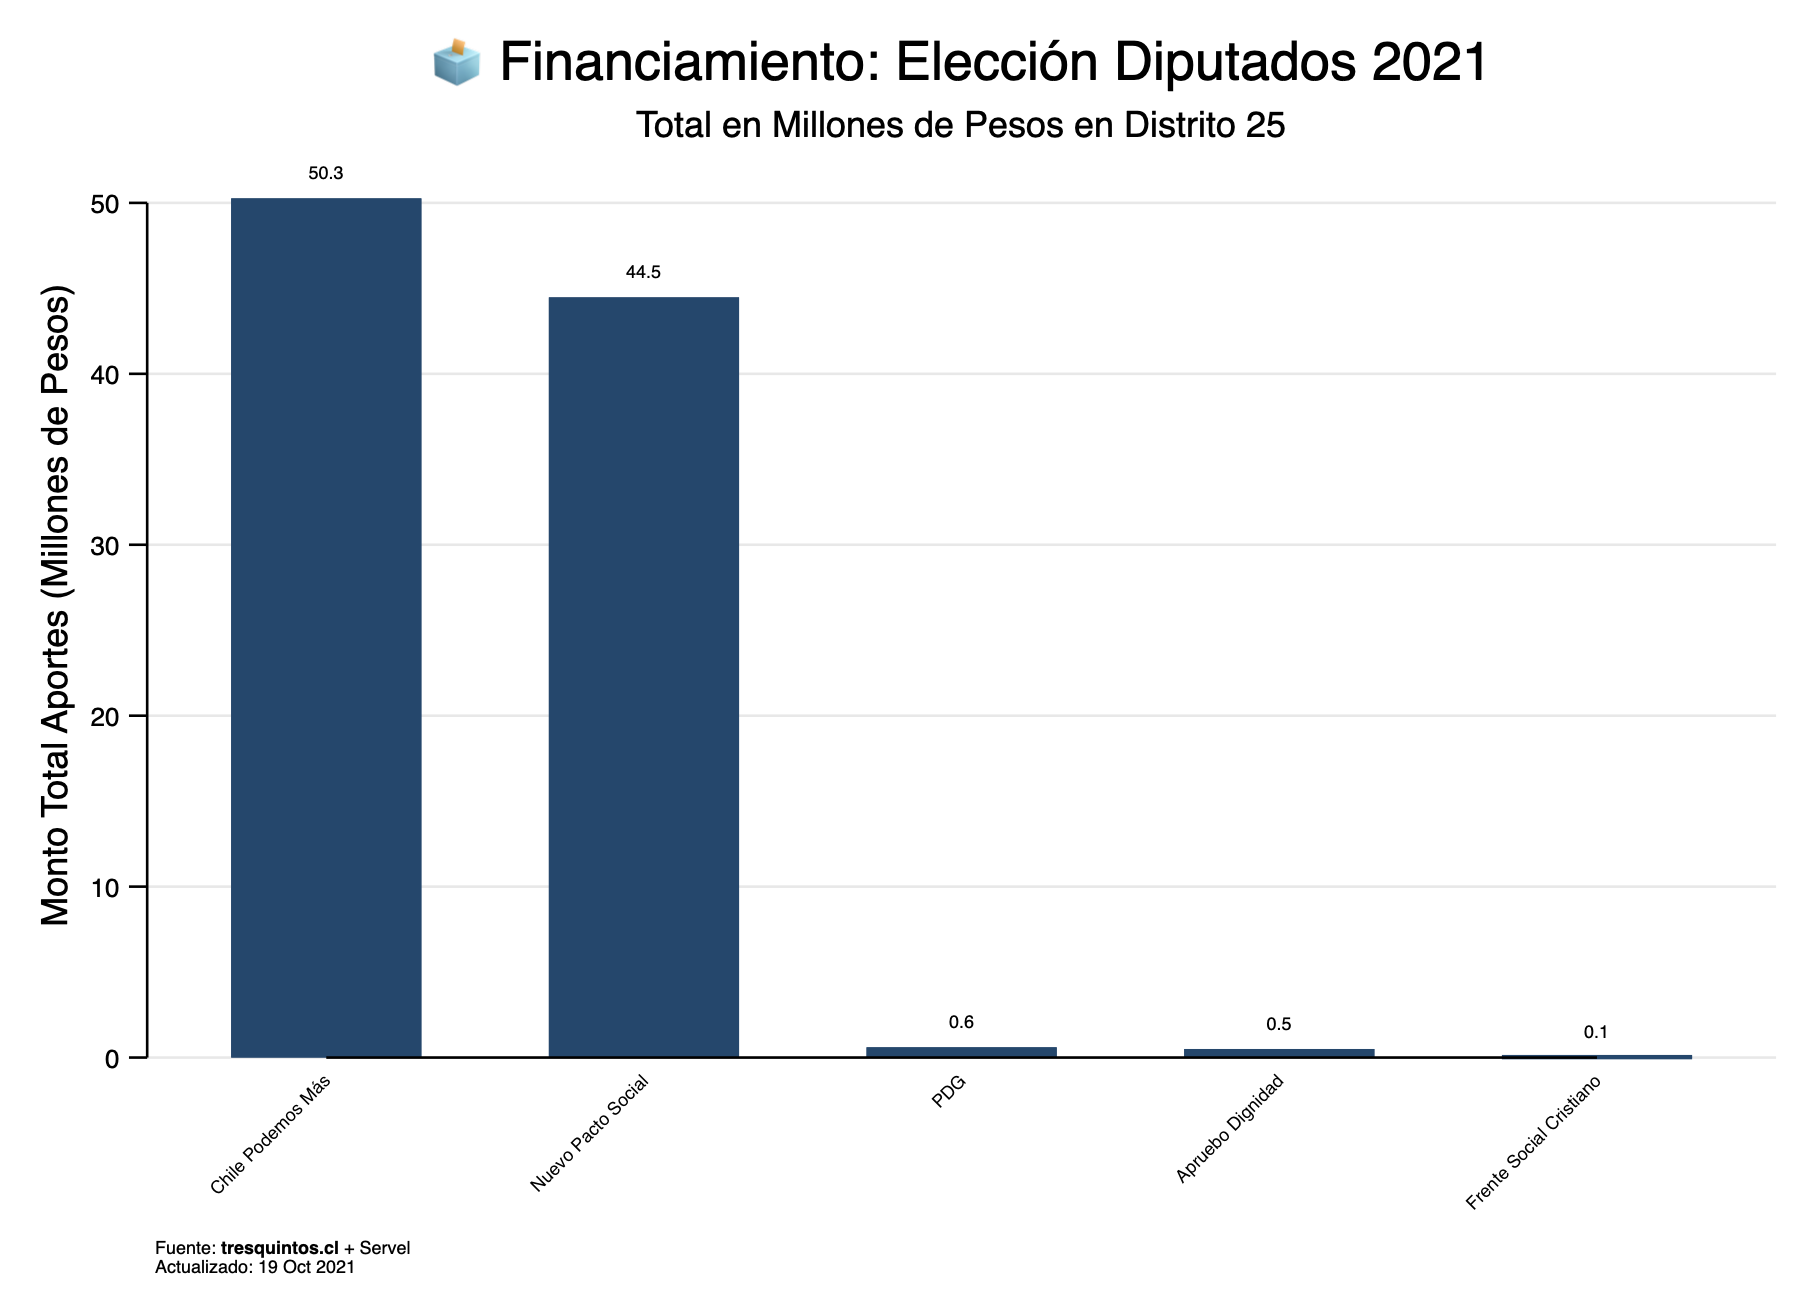 Financiamiento: Elección Diputados 2021
Total en Millones de Pesos en Distrito 25
Monto Total Aportes (Millones de Pesos)
50
40
30
20
10
0
50.3
44.5
0.6
0.5
0.1
Chile Podemos Más
Nuevo Pacto Social
PDG
Apruebo Dignidad
Frente Social Cristiano
Fuente: tresquintos.cl + Servel
Actualizado: 19 Oct 2021